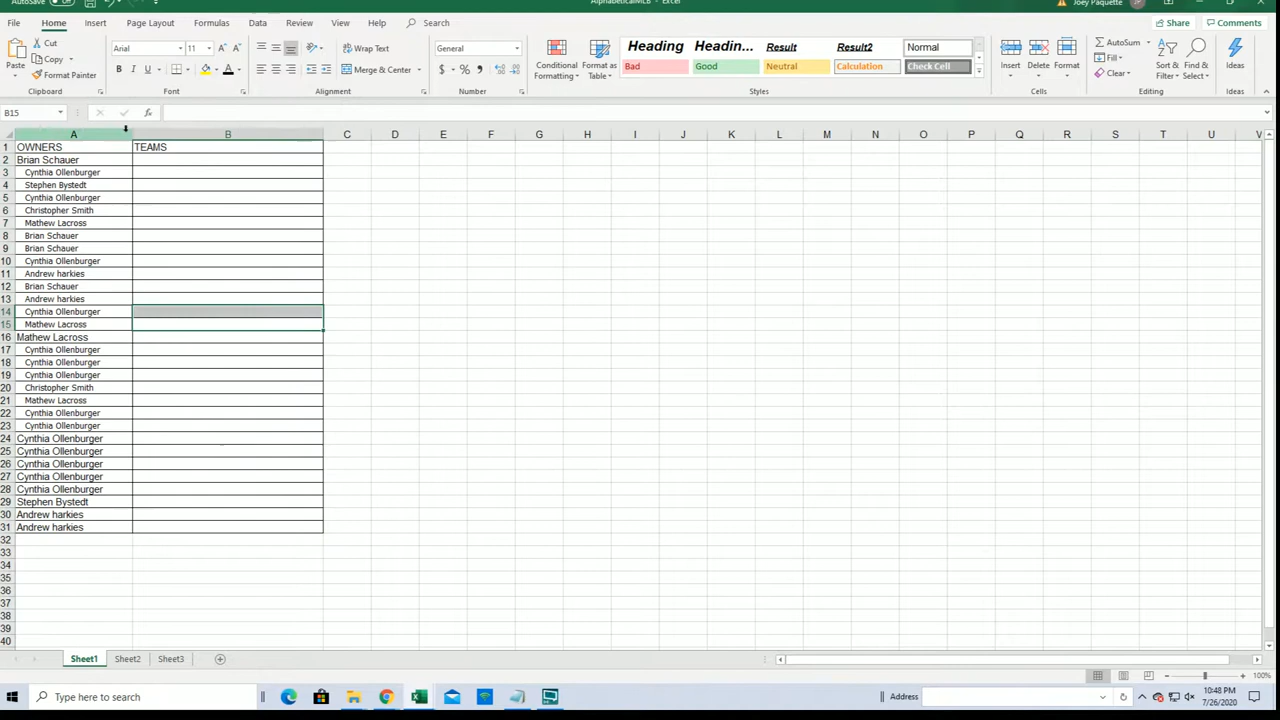 AutoSave Off
AlphabeticalMLB - Excel
Joey Paquette
JP
File Home Insert Page Layout Formulas Data Review View Help Search
Share Comments
Paste
Cut
Copy
Format Painter
Arial 11
B I U A
Wrap Text
Merge & Center
General
$ % 9
Conditional Formatting
Format as Table
Heading Headin... Result Result2 Normal
Bad Good Neutral Calculation Check Cell
Insert Delete Format
AutoSum
Fill
Clear
Sort & Filter
Find & Select
Ideas
Clipboard Font Alignment Number Styles Cells Editing Ideas
B15 fx
A B C D E F G H I J K L M N O P Q R S T U V
1 OWNERS TEAMS
2 Brian Schauer
3 Cynthia Ollenburger
4 Stephen Bystedt
5 Cynthia Ollenburger
6 Christopher Smith
7 Mathew Lacross
8 Brian Schauer
9 Brian Schauer
10 Cynthia Ollenburger
11 Andrew harkies
12 Brian Schauer
13 Andrew harkies
14 Cynthia Ollenburger
15 Mathew Lacross
16 Mathew Lacross
17 Cynthia Ollenburger
18 Cynthia Ollenburger
19 Cynthia Ollenburger
20 Christopher Smith
21 Mathew Lacross
22 Cynthia Ollenburger
23 Cynthia Ollenburger
24 Cynthia Ollenburger
25 Cynthia Ollenburger
26 Cynthia Ollenburger
27 Cynthia Ollenburger
28 Cynthia Ollenburger
29 Stephen Bystedt
30 Andrew harkies
31 Andrew harkies
32
33
34
35
36
37
38
39
40
Sheet1 Sheet2 Sheet3
100%
Type here to search
Address
10:48 PM
7/26/2020